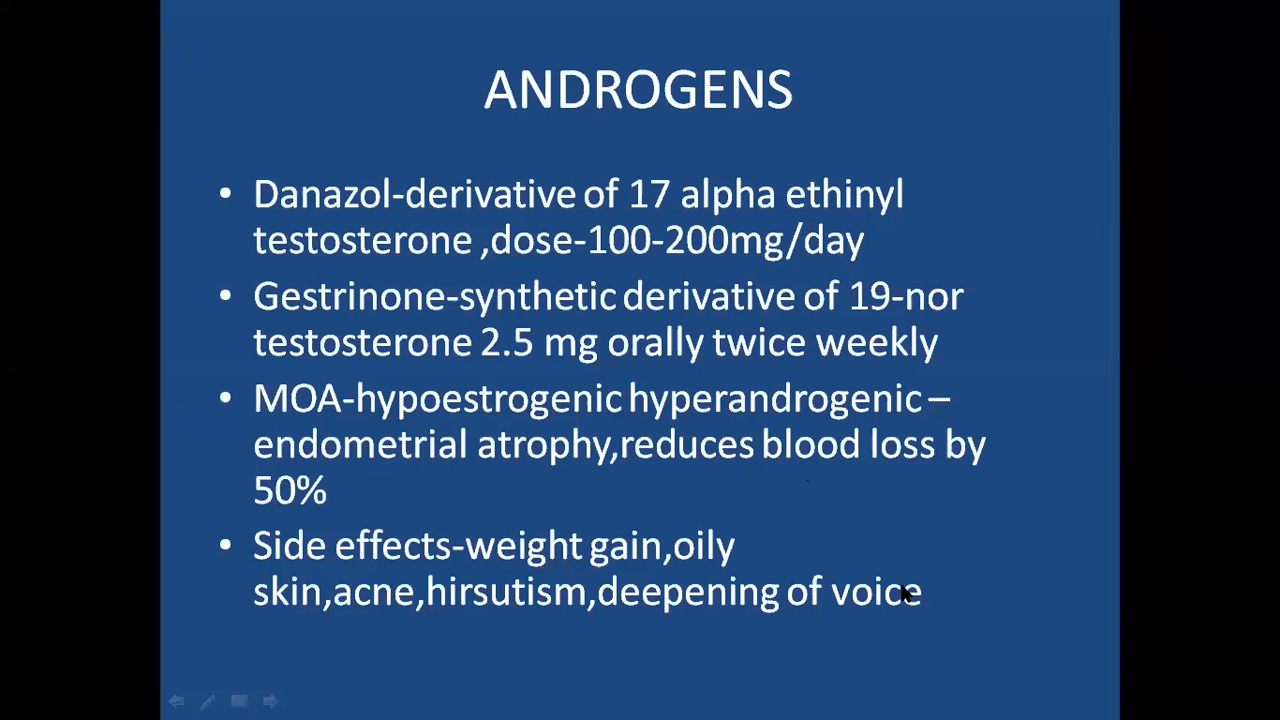 ANDROGENS
• Danazol-derivative of 17 alpha ethinyl
testosterone ,dose-100-200mg/day
• Gestrinone-synthetic derivative of 19-nor
testosterone 2.5 mg orally twice weekly
• MOA-hypoestrogenic hyperandrogenic –
endometrial atrophy,reduces blood loss by
50%
• Side effects-weight gain,oily
skin,acne,hirsutism,deepening of voice